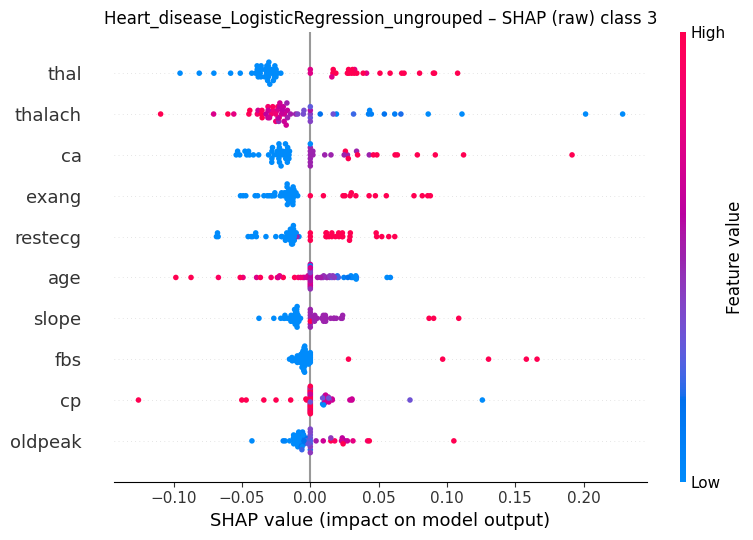 Heart_disease_LogisticRegression_ungrouped – SHAP (raw) class 3
High
thal
thalach
ca
exang
restecg
age
slope
fbs
cp
oldpeak
Feature value
Low
−0.10 −0.05 0.00 0.05 0.10 0.15 0.20
SHAP value (impact on model output)